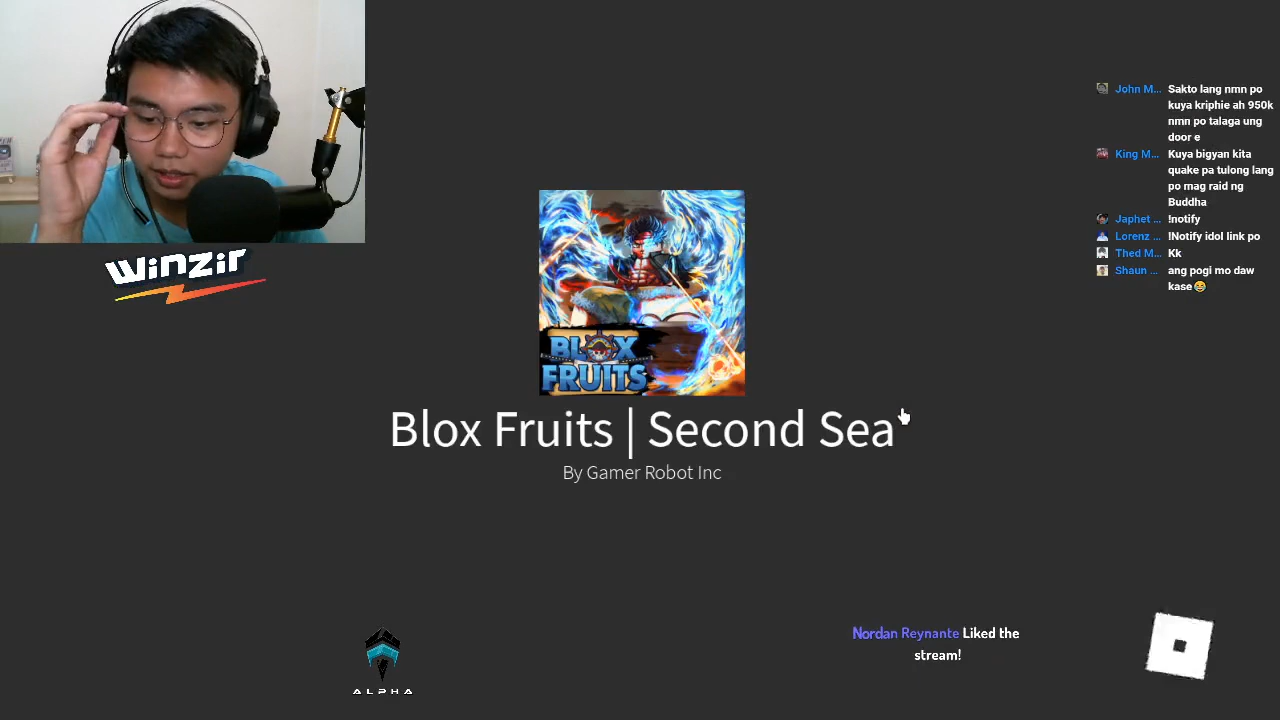 WINZIR
John M... Sakto lang nmn po
kuya kriphie ah 950k
nmn po talaga ung
door e
King M... Kuya bigyan kita
quake pa tulong lang
po mag raid ng
Buddha
Japhet ... !notify
Lorenz ... !Notify idol link po
Thed M... Kk
Shaun ... ang pogi mo daw
kase😂
BLOX
FRUITS
Blox Fruits | Second Sea
By Gamer Robot Inc
Nordan Reynante Liked the
stream!
ALPHA